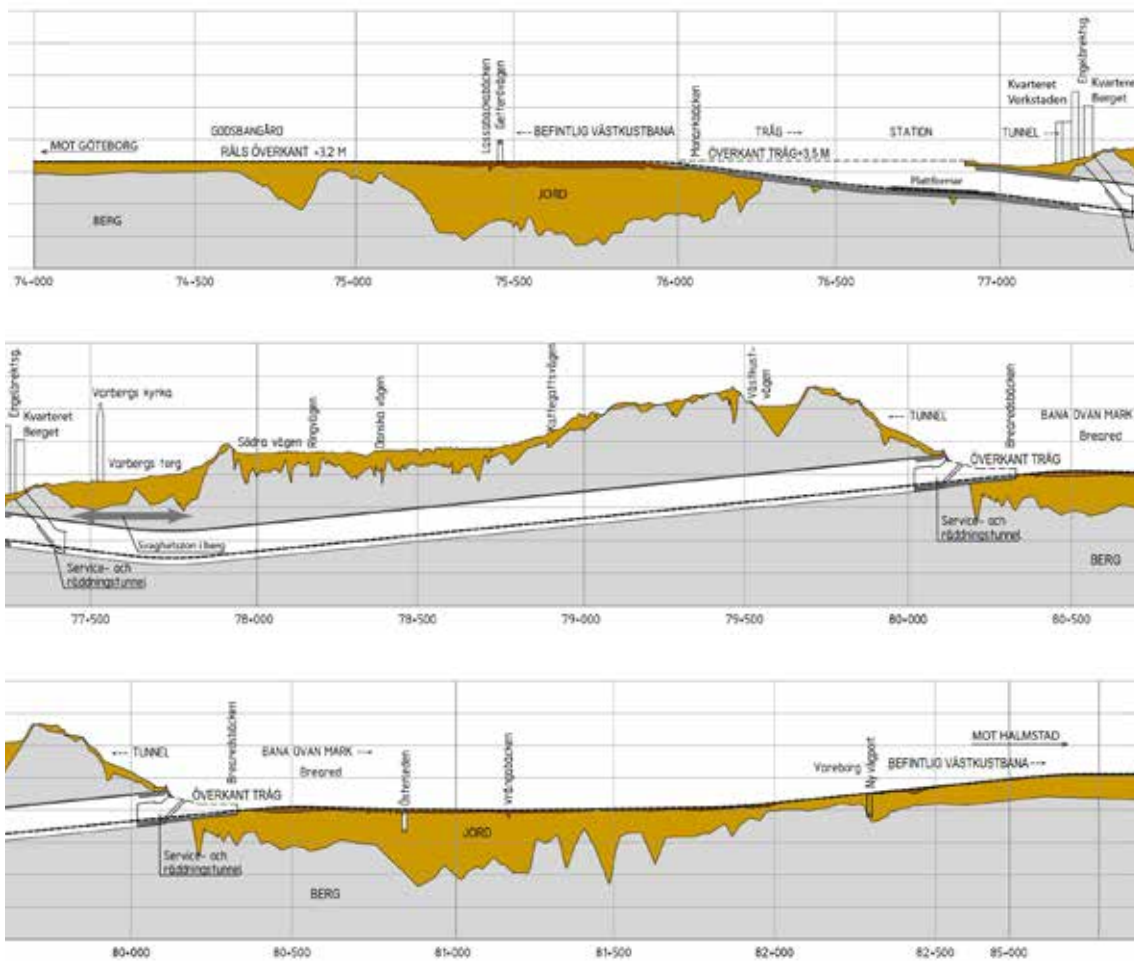 Lassabackabäcken
Getterövägen
Monarkbäcken
Engelbrektsg.
Kvarteret
Verkstaden
Kvarteret
Berget
GODSBANGÅRD
<-- BEFINTLIG VÄSTKUSTBANA
TRÅG -->
STATION
TUNNEL -->
MOT GÖTEBORG
RÄLS ÖVERKANT +3,2 M
ÖVERKANT TRÅG+3,5 M
Plattformar
JORD
BERG
74+000
74+500
75+000
75+500
76+000
76+500
77+000
Engelbrektsg.
Kvarteret
Berget
Varbergs kyrka
Varbergs torg
Södra vägen
Ringvägen
Danska vägen
Kattegattsvägen
Västkust-
vägen
<-- TUNNEL
Brearedsbäcken
BANA OVAN MARK
Breared
ÖVERKANT TRÅG
Svaghetszon i berg
Service- och
räddningstunnel
Service- och
räddningstunnel
BERG
77+500
78+000
78+500
79+000
79+500
80+000
80+500
<-- TUNNEL
Brearedsbäcken
BANA OVAN MARK -->
Breared
Österleden
Vrångabäcken
Vareborg
Ny vägport
MOT HALMSTAD
BEFINTLIG VÄSTKUSTBANA -->
ÖVERKANT TRÅG
JORD
Service- och
räddningstunnel
BERG
80+000
80+500
81+000
81+500
82+000
82+500
85+000